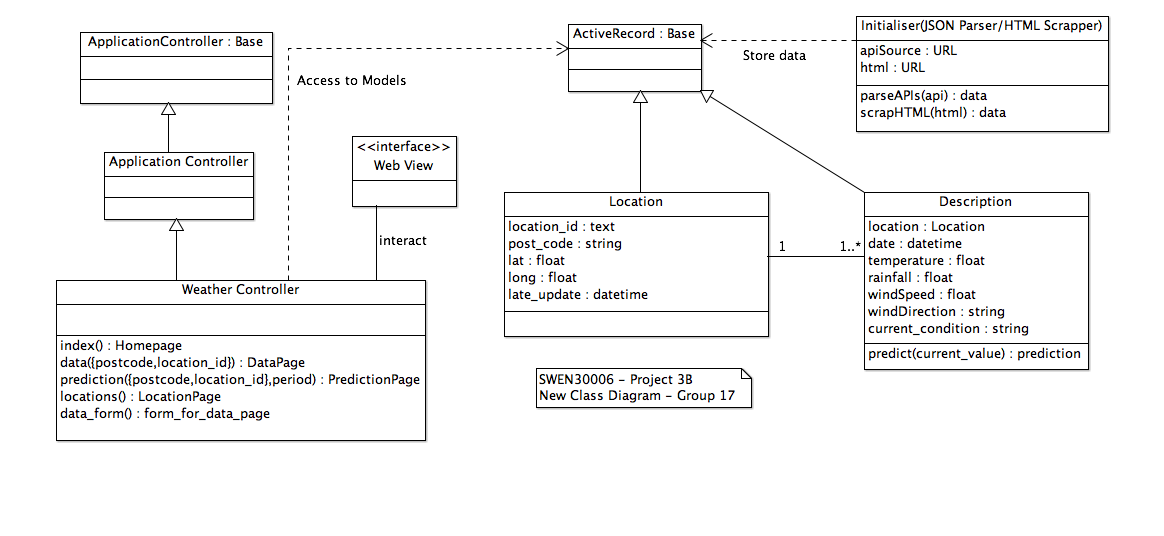 ApplicationController : Base
Access to Models
ActiveRecord : Base
Store data
Initialiser(JSON Parser/HTML Scrapper)
apiSource : URL
html : URL
parseAPIs(api) : data
scrapHTML(html) : data
Application Controller
<<interface>>
Web View
interact
Location
location_id : text
post_code : string
lat : float
long : float
late_update : datetime
1
1..*
Description
location : Location
date : datetime
temperature : float
rainfall : float
windSpeed : float
windDirection : string
current_condition : string
predict(current_value) : prediction
Weather Controller
index() : Homepage
data({postcode,location_id}) : DataPage
prediction({postcode,location_id},period) : PredictionPage
locations() : LocationPage
data_form() : form_for_data_page
SWEN30006 - Project 3B
New Class Diagram - Group 17